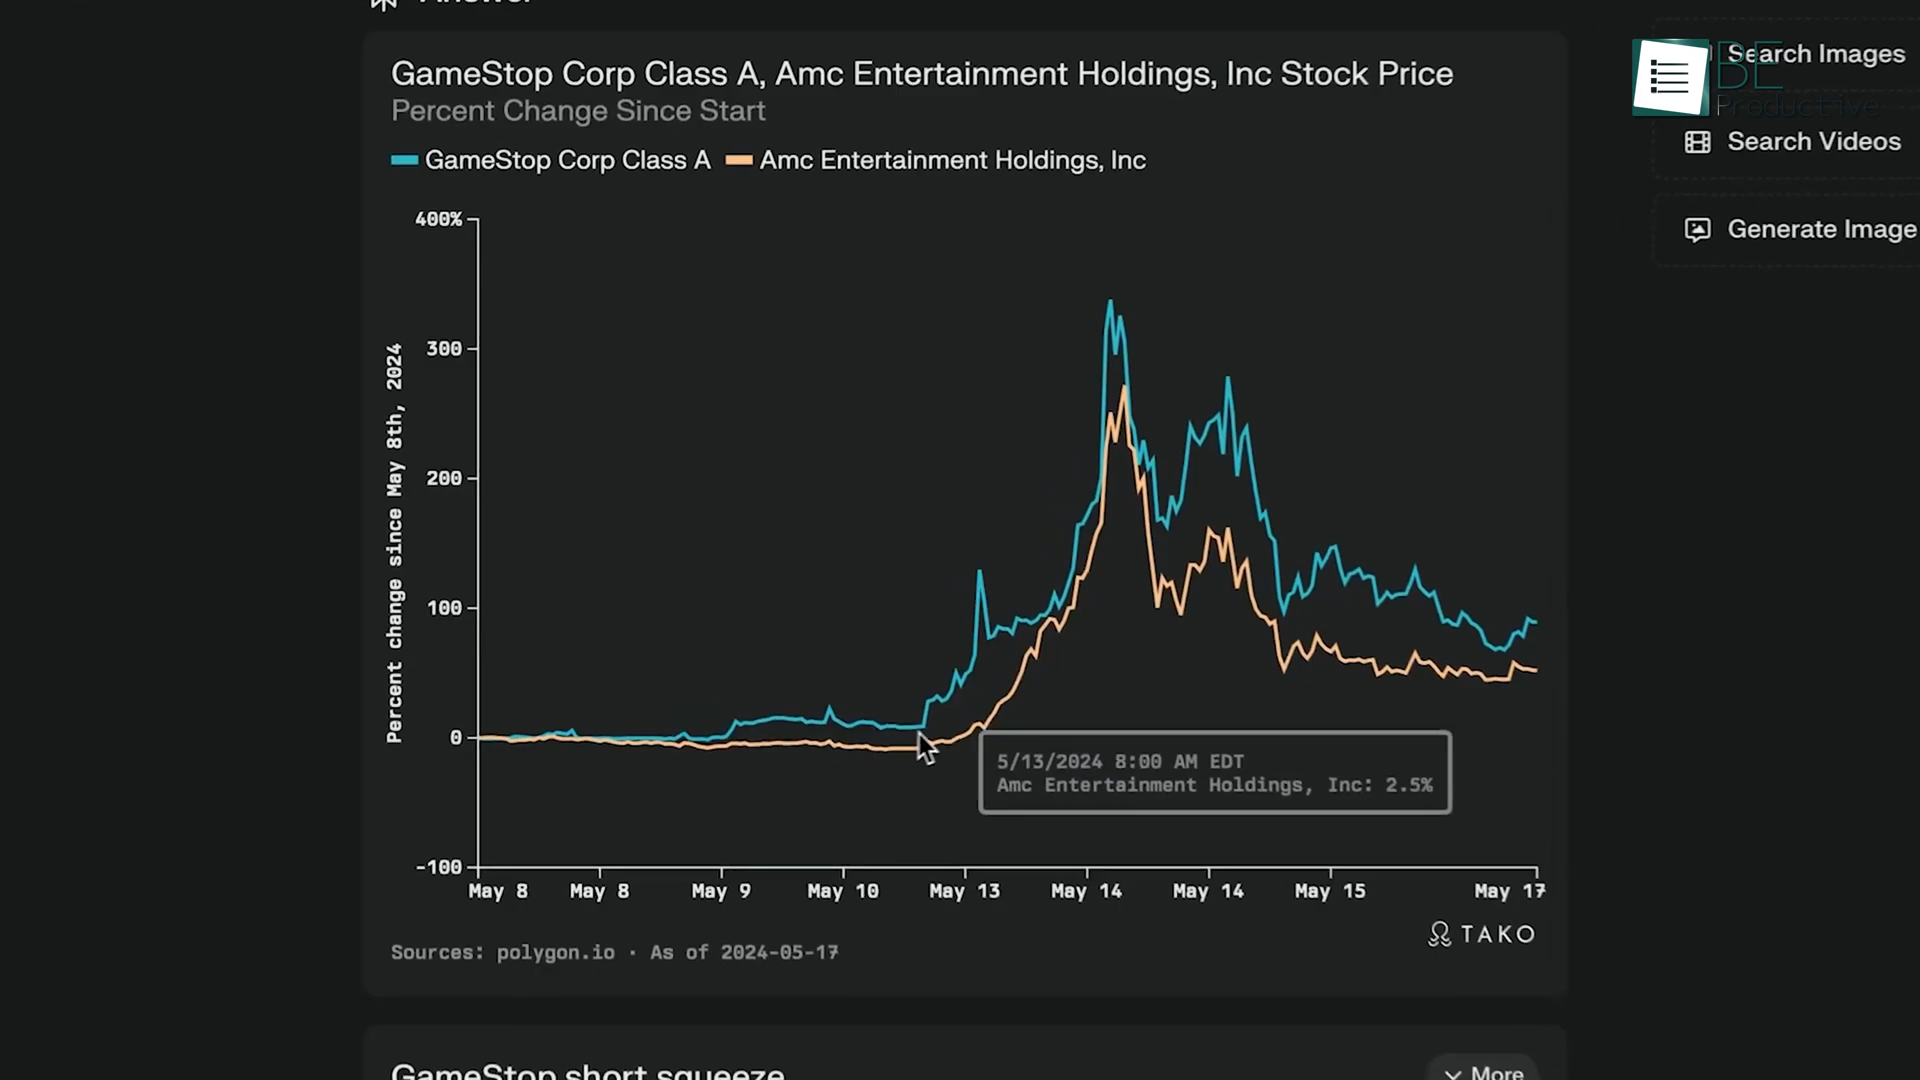 Answer
GameStop Corp Class A, Amc Entertainment Holdings, Inc Stock Price
Percent Change Since Start
GameStop Corp Class A
Amc Entertainment Holdings, Inc
400%
300
200
100
0
-100
Percent change since May 8th, 2024
5/13/2024 8:00 AM EDT
Amc Entertainment Holdings, Inc: 2.5%
May 8
May 8
May 9
May 10
May 13
May 14
May 14
May 15
May 17
TAKO
Sources: polygon.io · As of 2024-05-17
GameStop short squeeze
More
Search Images
BE
Productive
Search Videos
Generate Image